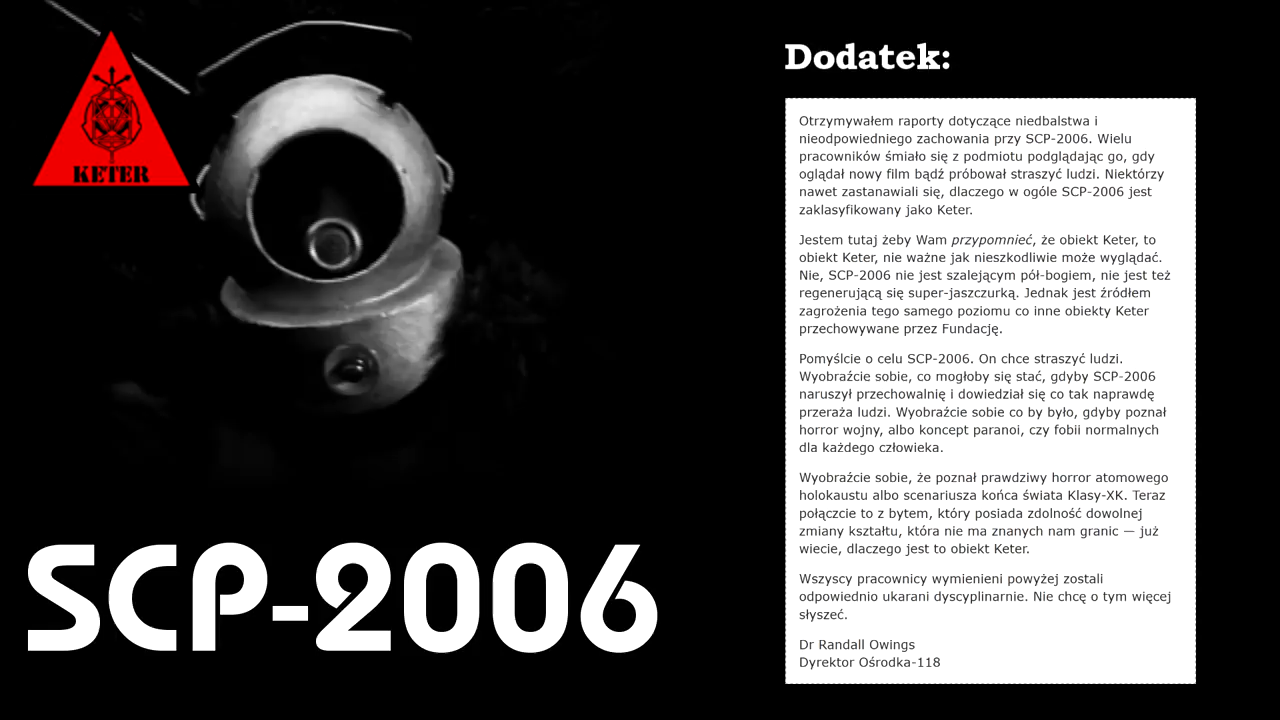 KETER
SCP-2006
Dodatek:
Otrzymywałem raporty dotyczące niedbalstwa i
nieodpowiedniego zachowania przy SCP-2006. Wielu
pracowników śmiało się z podmiotu podglądając go, gdy
oglądał nowy film bądź próbował straszyć ludzi. Niektórzy
nawet zastanawiali się, dlaczego w ogóle SCP-2006 jest
zaklasyfikowany jako Keter.
Jestem tutaj żeby Wam przypomnieć, że obiekt Keter, to
obiekt Keter, nie ważne jak nieszkodliwie może wyglądać.
Nie, SCP-2006 nie jest szalejącym pół-bogiem, nie jest też
regenerującą się super-jaszczurką. Jednak jest źródłem
zagrożenia tego samego poziomu co inne obiekty Keter
przechowywane przez Fundację.
Pomyślcie o celu SCP-2006. On chce straszyć ludzi.
Wyobraźcie sobie, co mogłoby się stać, gdyby SCP-2006
naruszył przechowalnię i dowiedział się co tak naprawdę
przeraża ludzi. Wyobraźcie sobie co by było, gdyby poznał
horror wojny, albo koncept paranoi, czy fobii normalnych
dla każdego człowieka.
Wyobraźcie sobie, że poznał prawdziwy horror atomowego
holokaustu albo scenariusza końca świata Klasy-XK. Teraz
połączcie to z bytem, który posiada zdolność dowolnej
zmiany kształtu, która nie ma znanych nam granic — już
wiecie, dlaczego jest to obiekt Keter.
Wszyscy pracownicy wymienieni powyżej zostali
odpowiednio ukarani dyscyplinarnie. Nie chcę o tym więcej
słyszeć.
Dr Randall Owings
Dyrektor Ośrodka-118